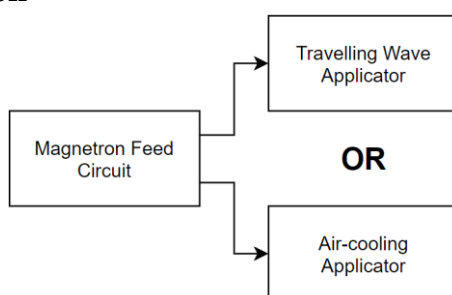 Travelling Wave
Applicator
Magnetron Feed
Circuit
OR
Air-cooling
Applicator